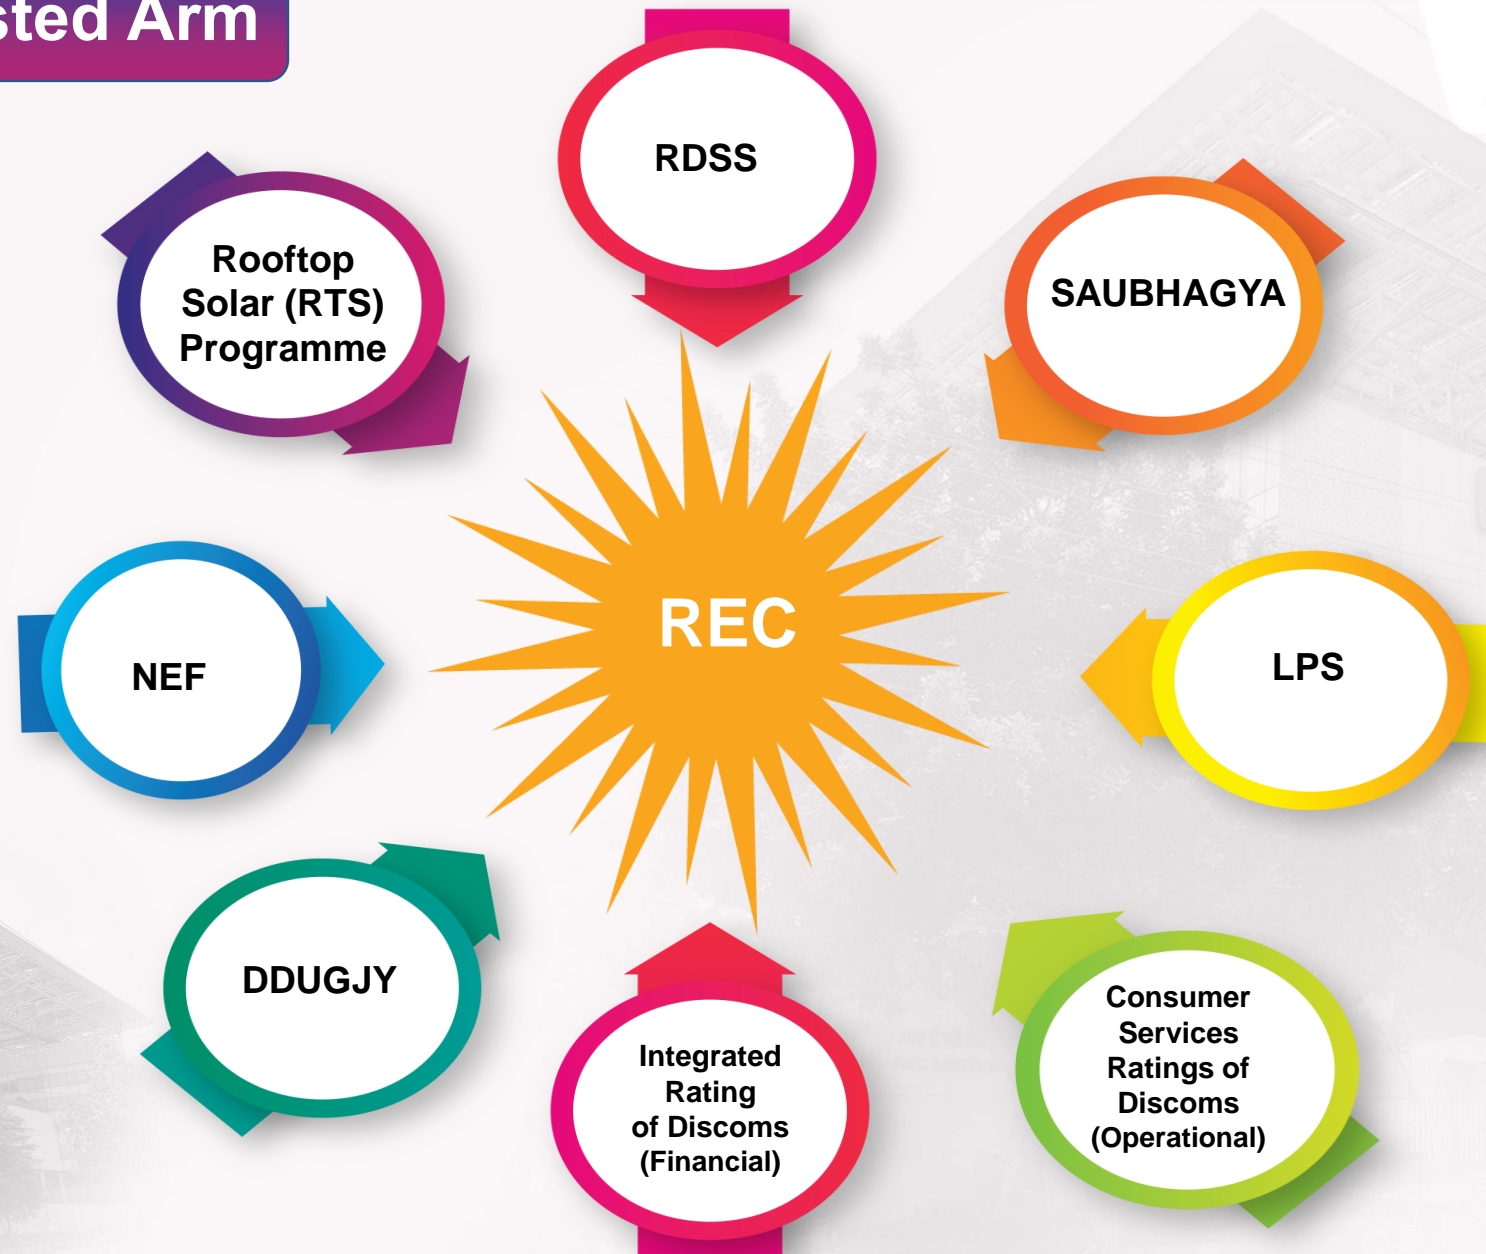 sted Arm
RDSS
Rooftop
Solar (RTS)
Programme
SAUBHAGYA
REC
NEF
LPS
DDUGJY
Integrated
Rating
of Discoms
(Financial)
Consumer
Services
Ratings of
Discoms
(Operational)